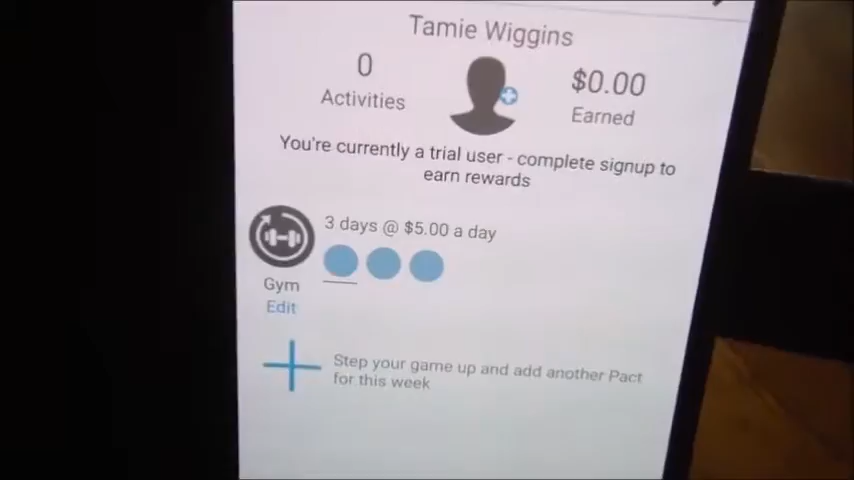 Tamie Wiggins
0
Activities
$0.00
Earned
You're currently a trial user - complete signup to
earn rewards
3 days @ $5.00 a day
Gym
Edit
Step your game up and add another Pact
for this week